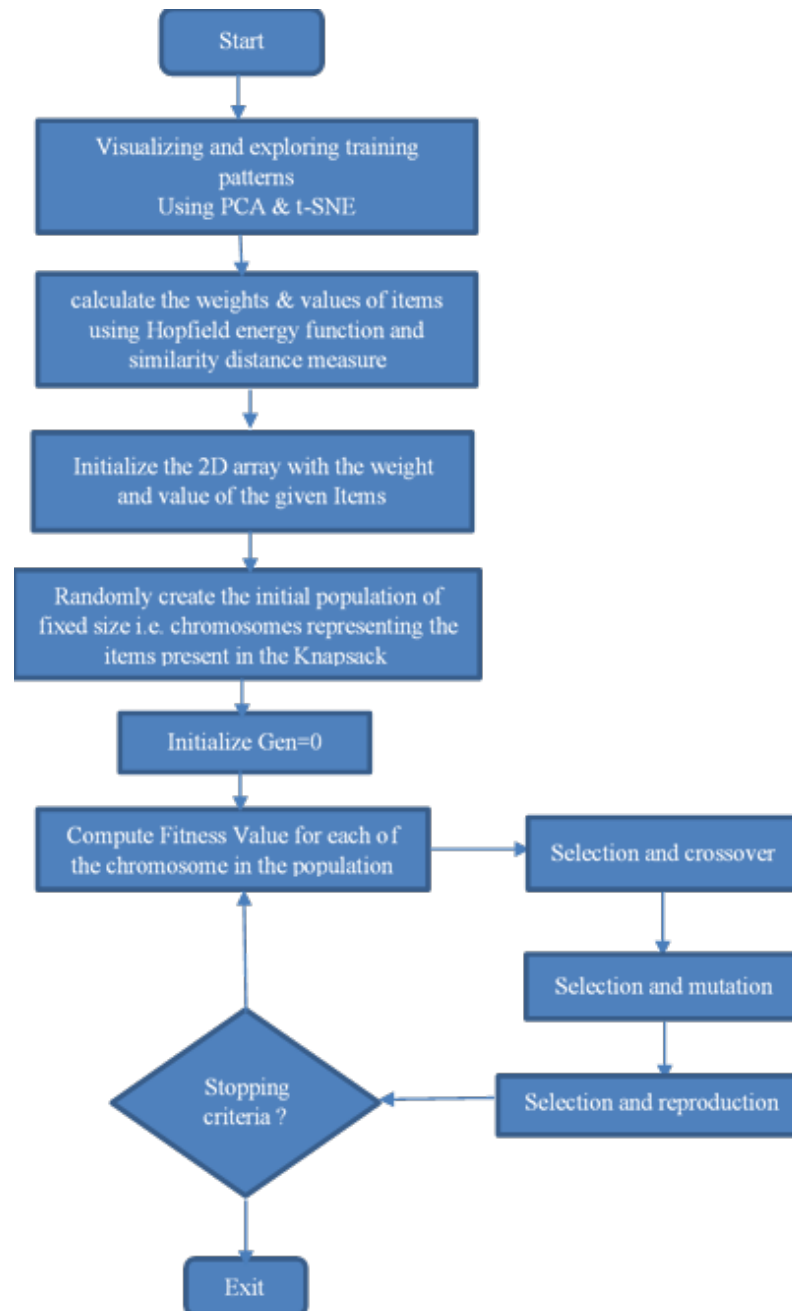 Start
Visualizing and exploring training
patterns
Using PCA & t-SNE
calculate the weights & values of items
using Hopfield energy function and
similarity distance measure
Initialize the 2D array with the weight
and value of the given Items
Randomly create the initial population of
fixed size i.e. chromosomes representing the
items present in the Knapsack
Initialize Gen=0
Compute Fitness Value for each of
the chromosome in the population
Selection and crossover
Selection and mutation
Selection and reproduction
Stopping
criteria ?
Exit